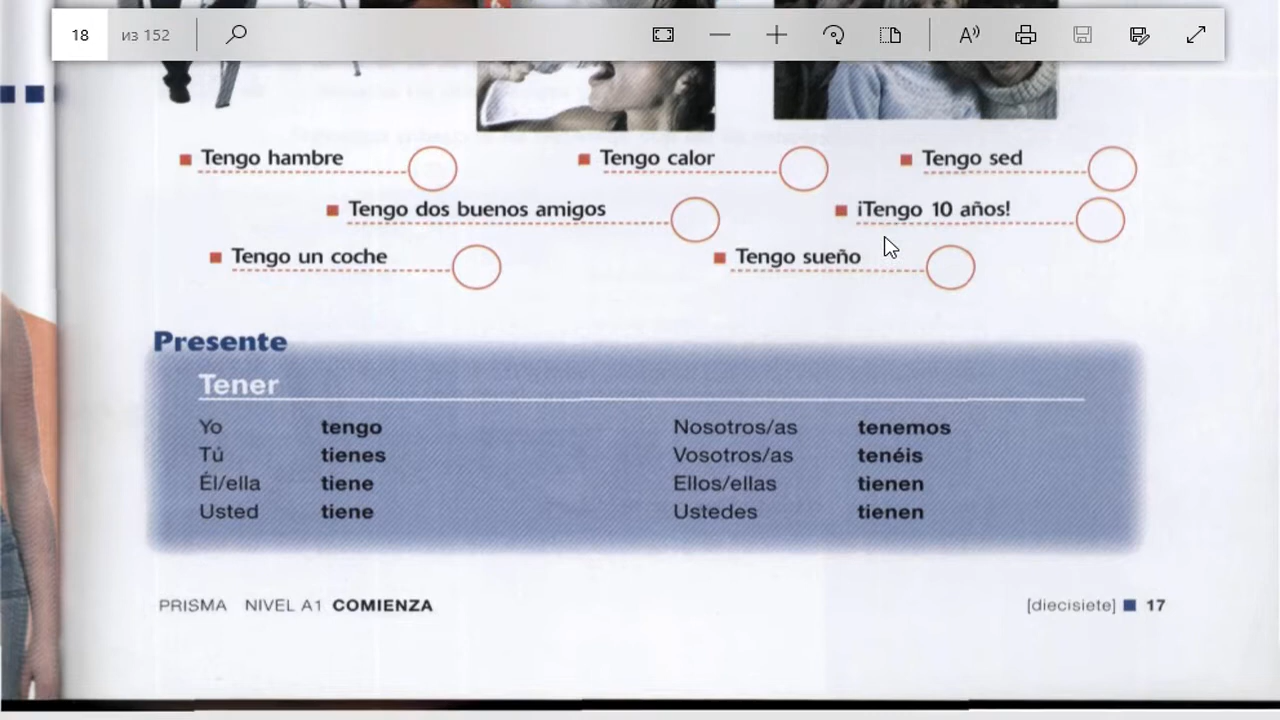 18 из 152
Tengo hambre Tengo calor Tengo sed
Tengo dos buenos amigos ¡Tengo 10 años!
Tengo un coche Tengo sueño
Presente
Tener
Yo tengo Nosotros/as tenemos
Tú tienes Vosotros/as tenéis
Él/ella tiene Ellos/ellas tienen
Usted tiene Ustedes tienen
PRISMA NIVEL A1 COMIENZA [diecisiete] 17